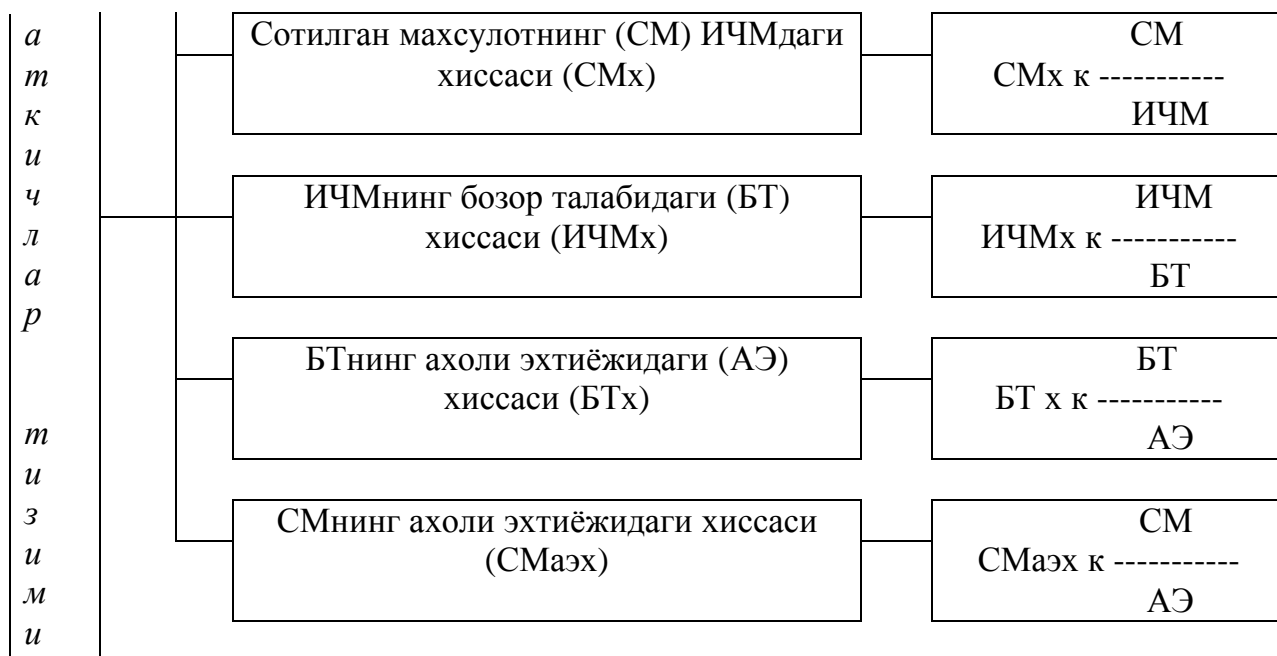 а
т
к
и
ч
л
а
р
т
и
з
и
м
и
Сотилган махсулотнинг (СМ) ИЧМдаги
хиссаси (СМх)
СМ
СМх к -----------
ИЧМ
ИЧМнинг бозор талабидаги (БТ)
хиссаси (ИЧМх)
ИЧМ
ИЧМх к -----------
БТ
БТнинг ахоли эхтиёжидаги (АЭ)
хиссаси (БТх)
БТ
БТ х к -----------
АЭ
СМнинг ахоли эхтиёжидаги хиссаси
(СМаэх)
СМ
СМаэх к -----------
АЭ